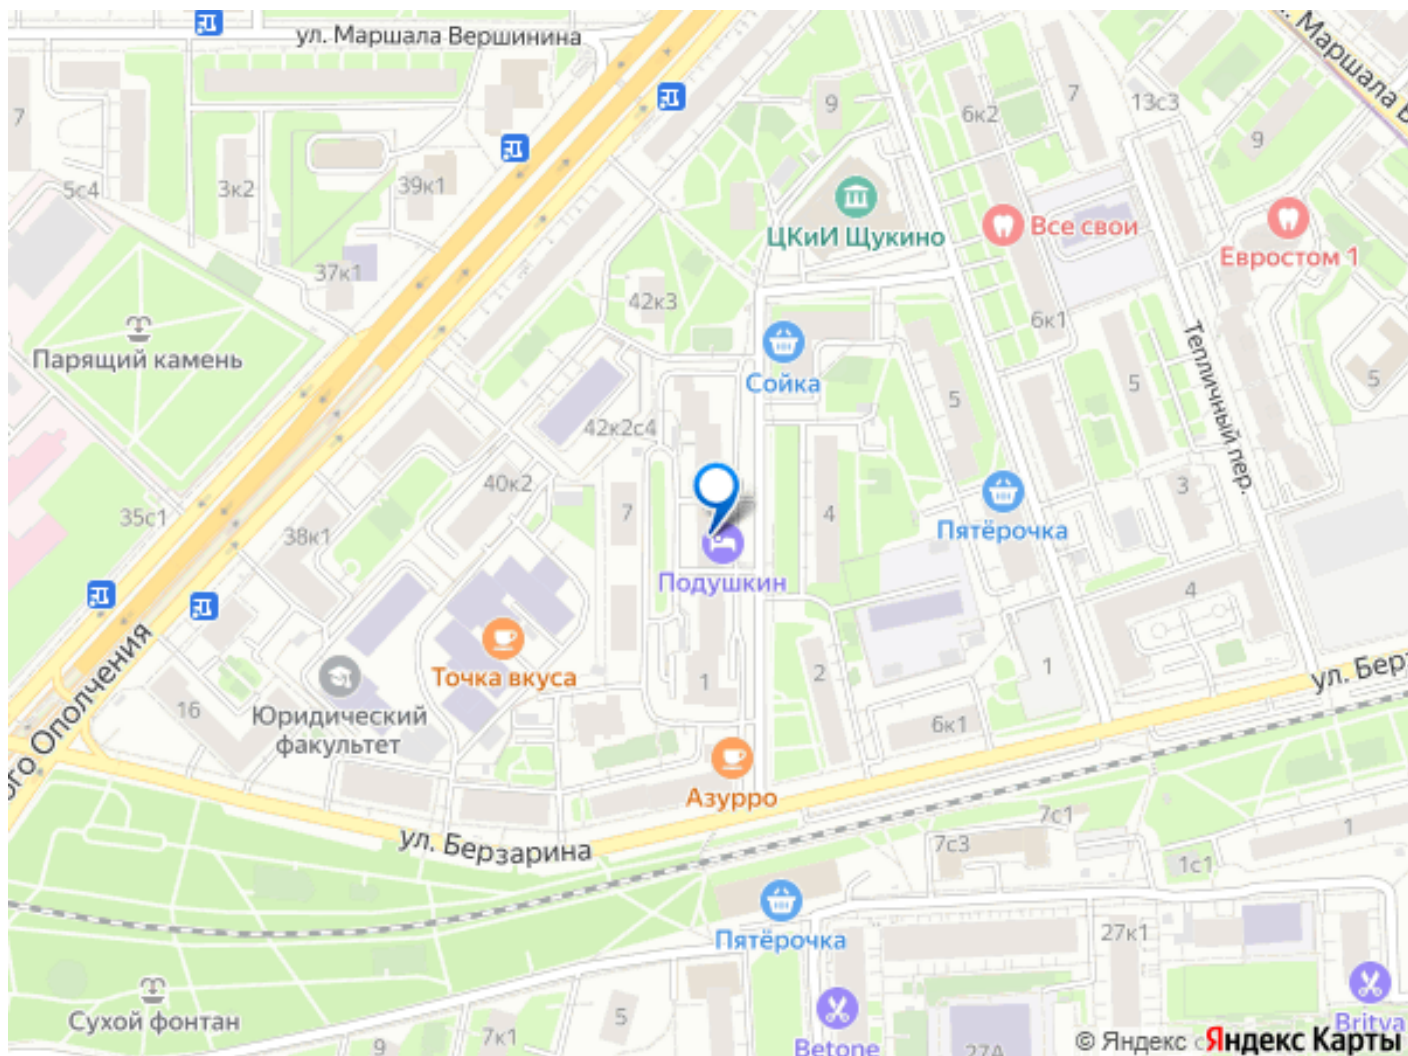 ул. Маршала Вершинина
Маршала В
9
7
6к2
13с3
9
7
5с4
3к2
39к1
ЦКиИ Щукино
Все свои
Евростом 1
37к1
42к3
6к1
Парящий камень
Сойка
Тепличный пер.
5
5
5
42к2с4
40к2
7
4
3
Пятёрочка
35с1
38к1
Подушкин
4
Точка вкуса
1
2
1
ул. Бер
16
Юридический
факультет
6к1
ого Ополчения
Азурро
ул. Берзарина
7с1
7с3
1
1с1
Пятёрочка
27к1
Сухой фонтан
5
7к1
9
Betone
27А
Britva
© Яндекс с
Яндекс Карты